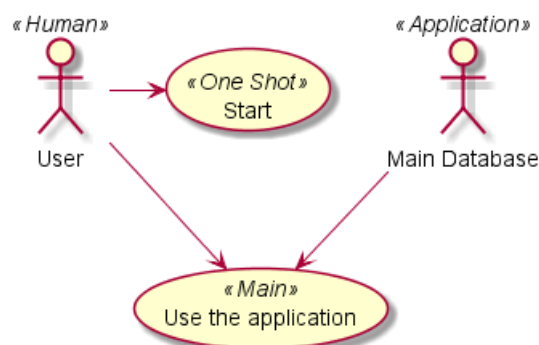 «Human»
User
«One Shot»
Start
«Application»
Main Database
«Main»
Use the application